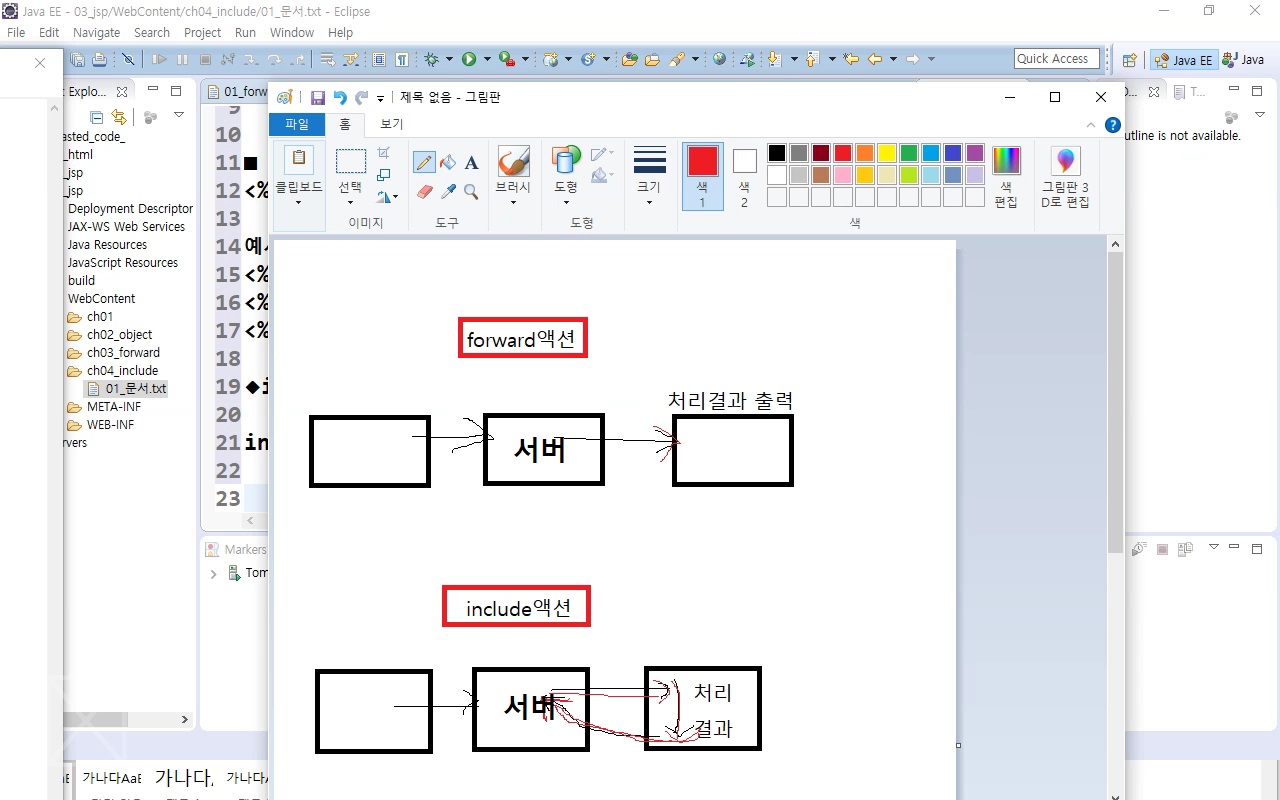 Java EE - 03_jsp/WebContent/ch04_include/01_문서.txt - Eclipse
File Edit Navigate Search Project Run Window Help
Quick Access
Java EE
Java
Explo...
01_forw
제목 없음 - 그림판
파일
홈
보기
클립보드
선택
이미지
도구
브러시
도형
도형
크기
색
1
색
2
색
편집
그림판 3
D로 편집
색
asted_code_
_html
_jsp
_jsp
Deployment Descriptor
JAX-WS Web Services
Java Resources
JavaScript Resources
build
WebContent
ch01
ch02_object
ch03_forward
ch04_include
01_문서.txt
META-INF
WEB-INF
rvers
9
10
11 ■
12 <%
13
14
15 <%
16 <%
17 <%
18
19 ◆i
20
21 in
22
23
utline is not available.
forward액션
처리결과 출력
서버
include액션
서버
처리
결과
Markers
Tom
가나다AaB 가나다, 가나다A